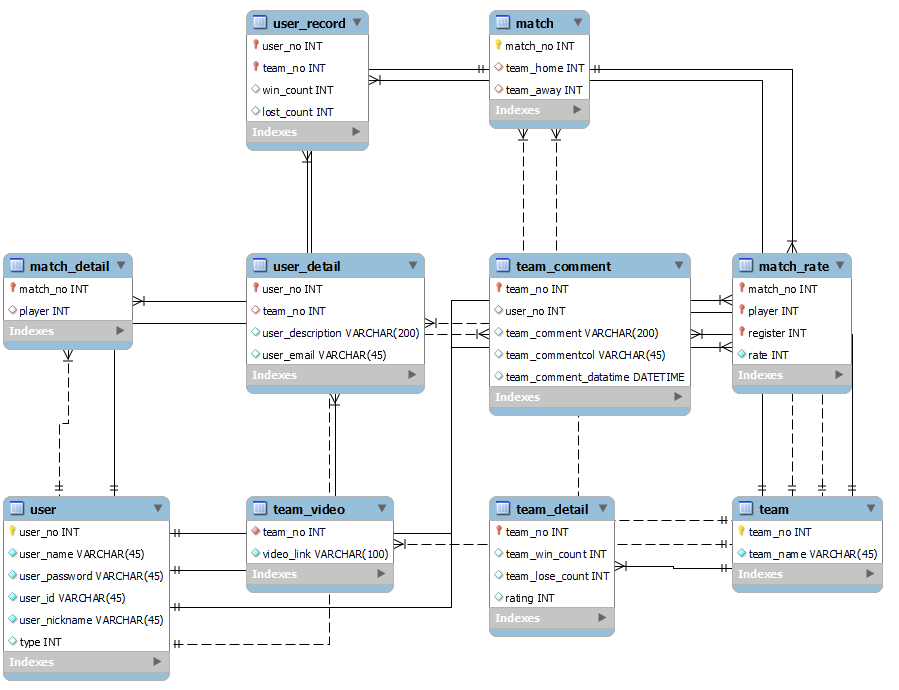 user_record
user_no INT
team_no INT
win_count INT
lost_count INT
Indexes
match
match_no INT
team_home INT
team_away INT
Indexes
match_detail
match_no INT
player INT
Indexes
user_detail
user_no INT
team_no INT
user_description VARCHAR(200)
user_email VARCHAR(45)
Indexes
team_comment
team_no INT
user_no INT
team_comment VARCHAR(200)
team_commentcol VARCHAR(45)
team_comment_datatime DATETIME
Indexes
match_rate
match_no INT
player INT
register INT
rate INT
Indexes
user
user_no INT
user_name VARCHAR(45)
user_password VARCHAR(45)
user_id VARCHAR(45)
user_nickname VARCHAR(45)
type INT
Indexes
team_video
team_no INT
video_link VARCHAR(100)
Indexes
team_detail
team_no INT
team_win_count INT
team_lose_count INT
rating INT
Indexes
team
team_no INT
team_name VARCHAR(45)
Indexes